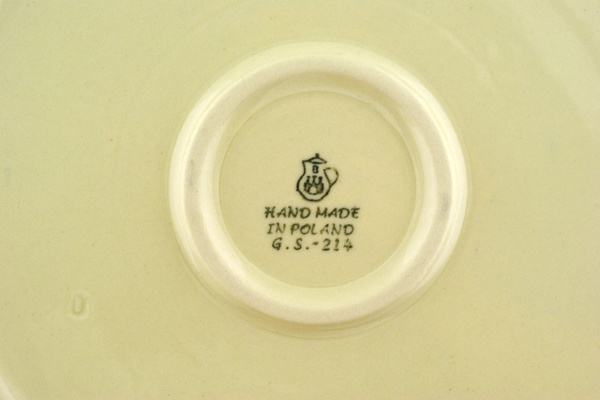 B
HAND MADE
IN POLAND
G.S.-214
U